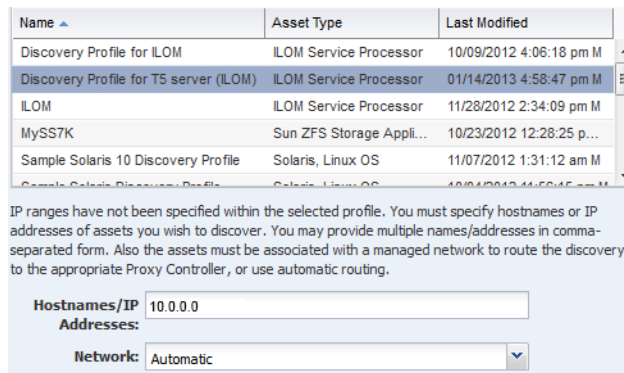 Name Asset Type Last Modified
Discovery Profile for ILOM ILOM Service Processor 10/09/2012 4:06:18 pm M
Discovery Profile for T5 server (ILOM) ILOM Service Processor 01/14/2013 4:58:47 pm M
ILOM ILOM Service Processor 11/28/2012 2:34:09 pm M
MySS7K Sun ZFS Storage Appli... 10/23/2012 12:28:25 p...
Sample Solaris 10 Discovery Profile Solaris, Linux OS 11/07/2012 1:31:12 am M
Sample Solaris Discovery Profile Solaris, Linux OS
IP ranges have not been specified within the selected profile. You must specify hostnames or IP
addresses of assets you wish to discover. You may provide multiple names/addresses in comma-
separated form. Also the assets must be associated with a managed network to route the discovery
to the appropriate Proxy Controller, or use automatic routing.
Hostnames/IP Addresses: 10.0.0.0
Network: Automatic